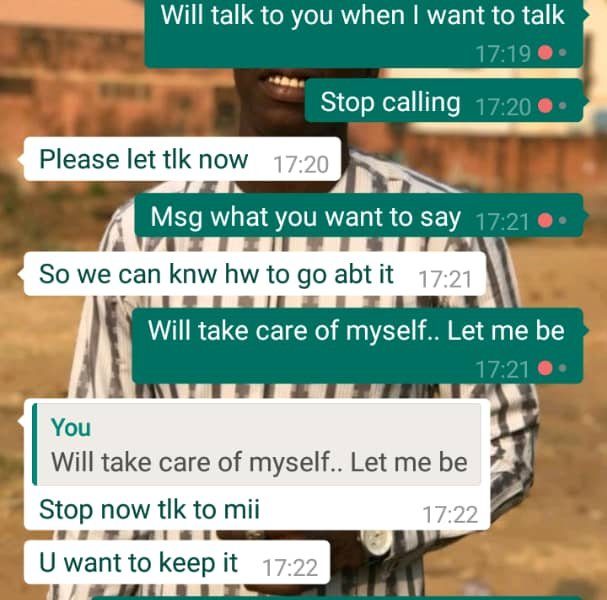 Will talk to you when I want to talk
17:19
Stop calling 17:20
Please let tlk now 17:20
Msg what you want to say 17:21
So we can knw hw to go abt it 17:21
Will take care of myself.. Let me be
17:21
You
Will take care of myself.. Let me be
Stop now tlk to mii 17:22
U want to keep it 17:22